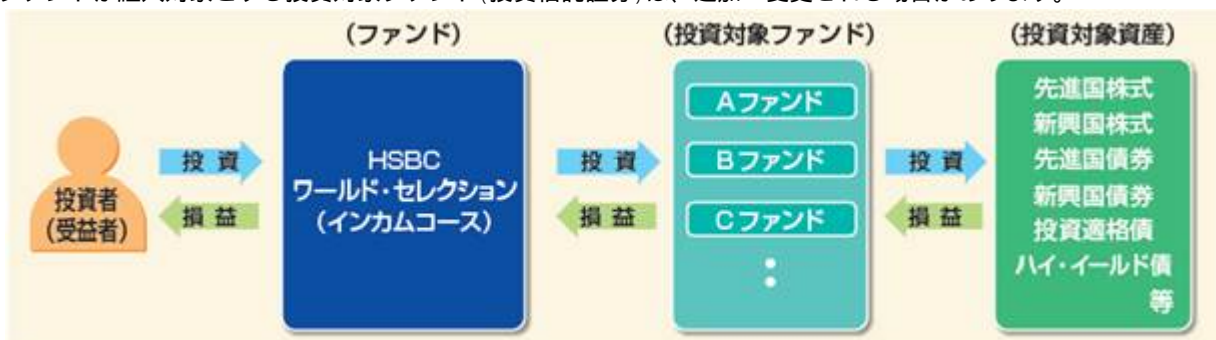 (ファンド)
(投資対象ファンド)
(投資対象資産)
投資者
(受益者)
投 資
損 益
HSBC
ワールド・セレクション
(インカムコース)
投 資
損 益
Aファンド
Bファンド
Cファンド
投 資
損 益
先進国株式
新興国株式
先進国債券
新興国債券
投資適格債
ハイ・イールド債
等